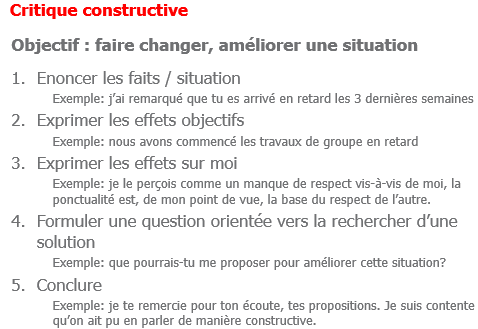 Critique constructive
Objectif : faire changer, améliorer une situation
1. Enoncer les faits / situation
Exemple: j'ai remarqué que tu es arrivé en retard les 3 dernières semaines
2. Exprimer les effets objectifs
Exemple: nous avons commencé les travaux de groupe en retard
3. Exprimer les effets sur moi
Exemple: je le perçois comme un manque de respect vis-à-vis de moi, la
ponctualité est, de mon point de vue, la base du respect de l'autre.
4. Formuler une question orientée vers la rechercher d'une
solution
Exemple: que pourrais-tu me proposer pour améliorer cette situation?
5. Conclure
Exemple: je te remercie pour ton écoute, tes propositions. Je suis contente
qu'on ait pu en parler de manière constructive.